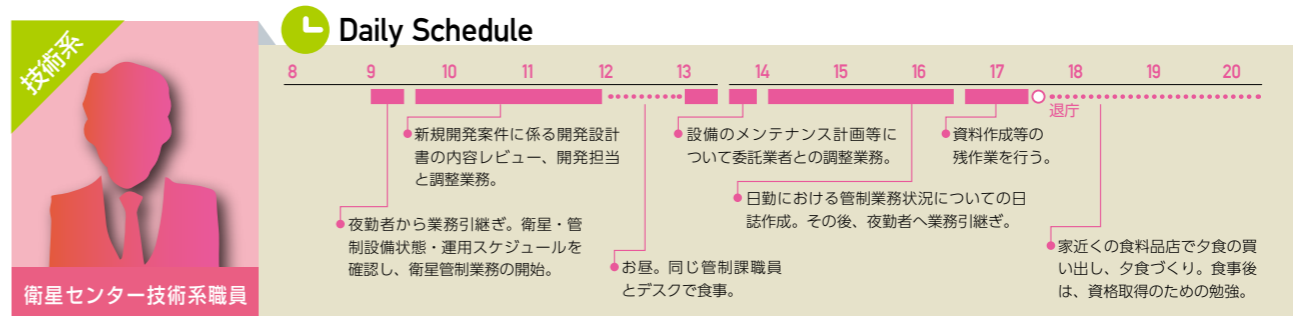 技術系
衛星センター技術系職員
Daily Schedule
8 9 10 11 12 13 14 15 16 17 18 19 20
退庁
夜勤者から業務引継ぎ。衛星・管
制設備状態・運用スケジュールを
確認し、衛星管制業務の開始。
新規開発案件に係る開発設計
書の内容レビュー、開発担当
と調整業務。
お昼。同じ管制課職員
とデスクで食事。
設備のメンテナンス計画等に
ついて委託業者との調整業務。
日勤における管制業務状況についての日
誌作成。その後、夜勤者へ業務引継ぎ。
資料作成等の
残作業を行う。
家近くの食料品店で夕食の買
い出し、夕食づくり。食事後
は、資格取得のための勉強。